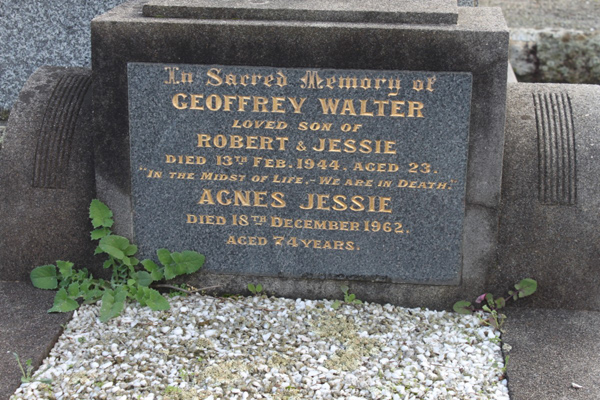 In Sacred Memory of
GEOFFREY WALTER
LOVED SON OF
ROBERT & JESSIE
DIED 13TH FEB. 1944. AGED 23.
"IN THE MIDST OF LIFE,-WE ARE IN DEATH."
AGNES JESSIE
DIED 18TH DECEMBER 1962.
AGED 74 YEARS.